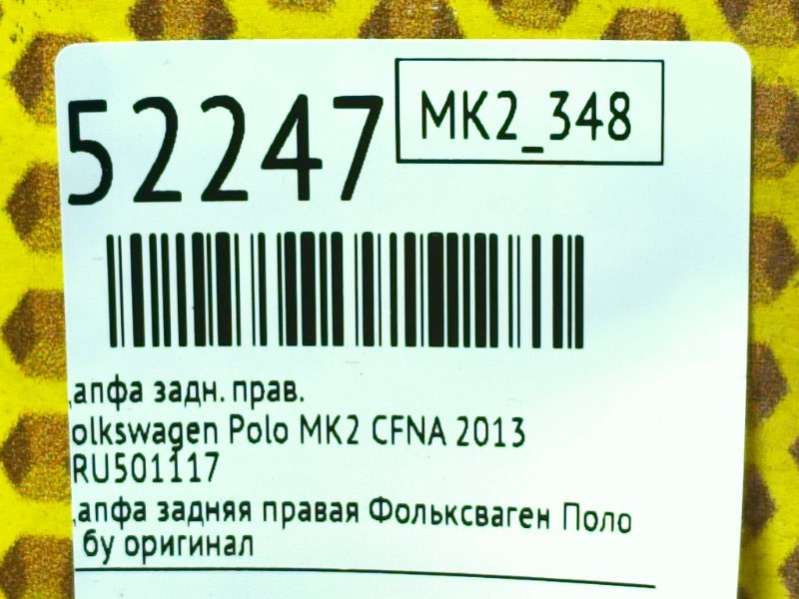 52247
MK2_348
апфа задн. прав.
olkswagen Polo MK2 CFNA 2013
RU501117
апфа задняя правая Фольксваген Поло
бу оригинал